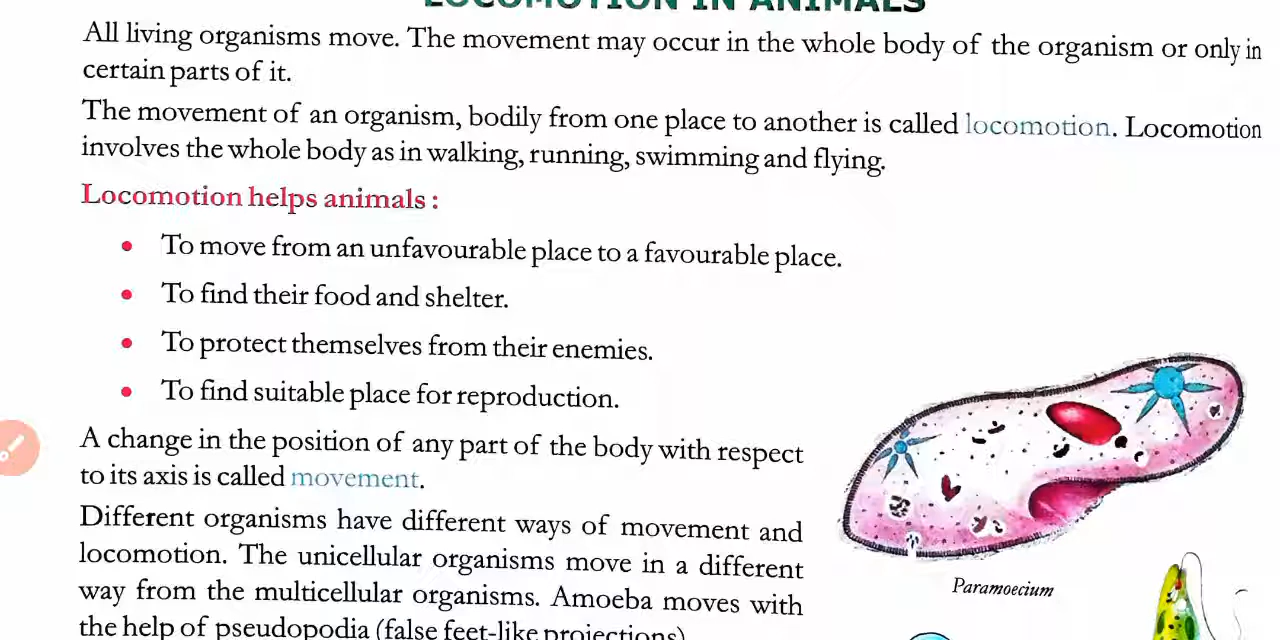 LOCOMOTION IN ANIMALS
All living organisms move. The movement may occur in the whole body of the organism or only in
certain parts of it.
The movement of an organism, bodily from one place to another is called locomotion. Locomotion
involves the whole body as in walking, running, swimming and flying.
Locomotion helps animals :
• To move from an unfavourable place to a favourable place.
• To find their food and shelter.
• To protect themselves from their enemies.
• To find suitable place for reproduction.
A change in the position of any part of the body with respect
to its axis is called movement.
Different organisms have different ways of movement and
locomotion. The unicellular organisms move in a different
way from the multicellular organisms. Amoeba moves with
the help of pseudopodia (false feet-like projections)
Paramoecium